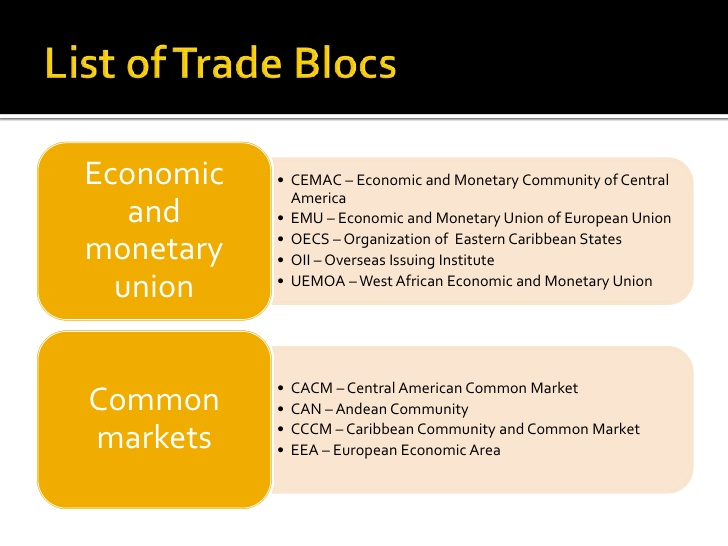 List of Trade Blocs
Economic
and
monetary
union
• CEMAC – Economic and Monetary Community of Central
America
• EMU – Economic and Monetary Union of European Union
• OECS – Organization of  Eastern Caribbean States
• OII – Overseas Issuing Institute
• UEMOA – West African Economic and Monetary Union
Common
markets
• CACM – Central American Common Market
• CAN – Andean Community
• CCCM – Caribbean Community and Common Market
• EEA – European Economic Area